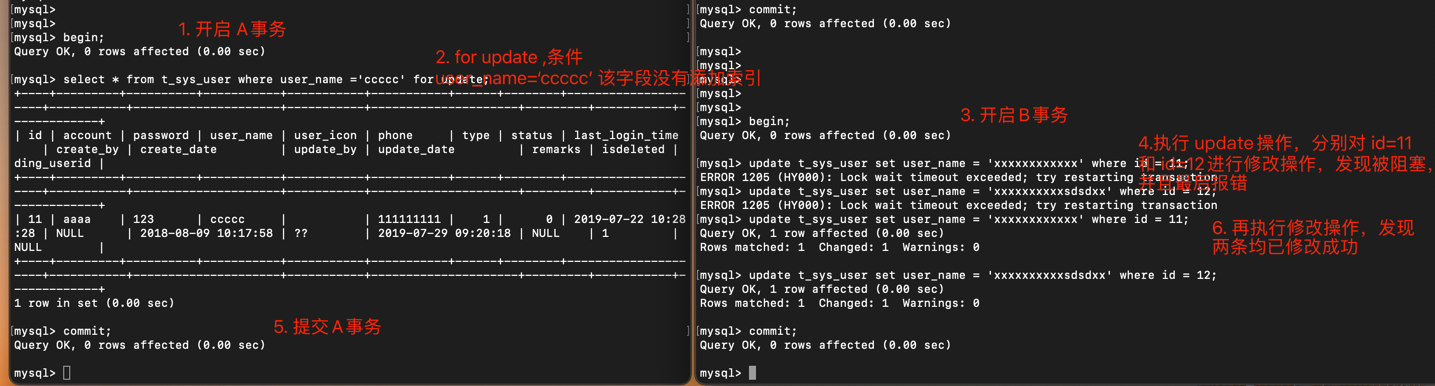 [mysql>
[mysql>
[mysql> begin;
Query OK, 0 rows affected (0.00 sec)
1. 开启 A事务
2. for update ,条件
user_name=‘ccccc’ 该字段没有添加索引
[mysql> select * from t_sys_user where user_name ='ccccc' for update;
+----+---------+----------+-----------+-----------+-----------+------+--------+-----------------
----+-----------+---------------------+-----------+---------------------+---------+-----------+--
------------+
| id | account | password | user_name | user_icon | phone | type | status | last_login_time
| create_by | create_date | update_by | update_date | remarks | isdeleted |
ding_userid |
+----+---------+----------+-----------+-----------+-----------+------+--------+-----------------
----+-----------+---------------------+-----------+---------------------+---------+-----------+--
------------+
| 11 | aaaa | 123 | ccccc | | 111111111 | 1 | 0 | 2019-07-22 10:28
:28 | NULL | 2018-08-09 10:17:58 | ?? | 2019-07-29 09:20:18 | NULL | 1 |
NULL |
+----+---------+----------+-----------+-----------+-----------+------+--------+-----------------
----+-----------+---------------------+-----------+---------------------+---------+-----------+--
------------+
1 row in set (0.00 sec)
[mysql> commit;
Query OK, 0 rows affected (0.00 sec)
5. 提交A事务
mysql>
[mysql> commit;
Query OK, 0 rows affected (0.00 sec)
[mysql>
[mysql>
[mysql>
[mysql>
[mysql>
[mysql> begin;
Query OK, 0 rows affected (0.00 sec)
3. 开启B事务
4.执行 update操作，分别对 id=11
和 id=12进行修改操作，发现被阻塞，
并且最后报错
[mysql> update t_sys_user set user_name = 'xxxxxxxxxxxx' where id = 11;
ERROR 1205 (HY000): Lock wait timeout exceeded; try restarting transaction
[mysql> update t_sys_user set user_name = 'xxxxxxxxxxsdsdxx' where id = 12;
ERROR 1205 (HY000): Lock wait timeout exceeded; try restarting transaction
[mysql> update t_sys_user set user_name = 'xxxxxxxxxxxx' where id = 11;
Query OK, 1 row affected (0.00 sec)
Rows matched: 1 Changed: 1 Warnings: 0
6. 再执行修改操作，发现
两条均已修改成功
[mysql> update t_sys_user set user_name = 'xxxxxxxxxxsdsdxx' where id = 12;
Query OK, 1 row affected (0.00 sec)
Rows matched: 1 Changed: 1 Warnings: 0
[mysql> commit;
Query OK, 0 rows affected (0.00 sec)
mysql>